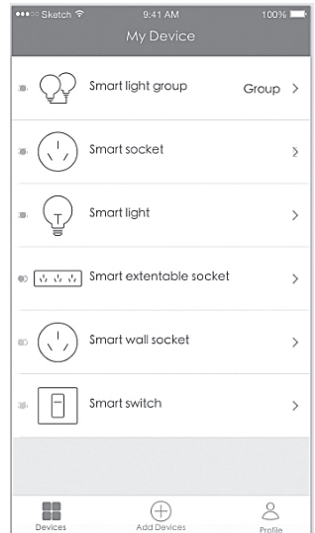 Sketch 9:41 AM 100%
My Device
Smart light group Group
Smart socket
Smart light
Smart extentable socket
Smart wall socket
Smart switch
Devices Add Devices Profile